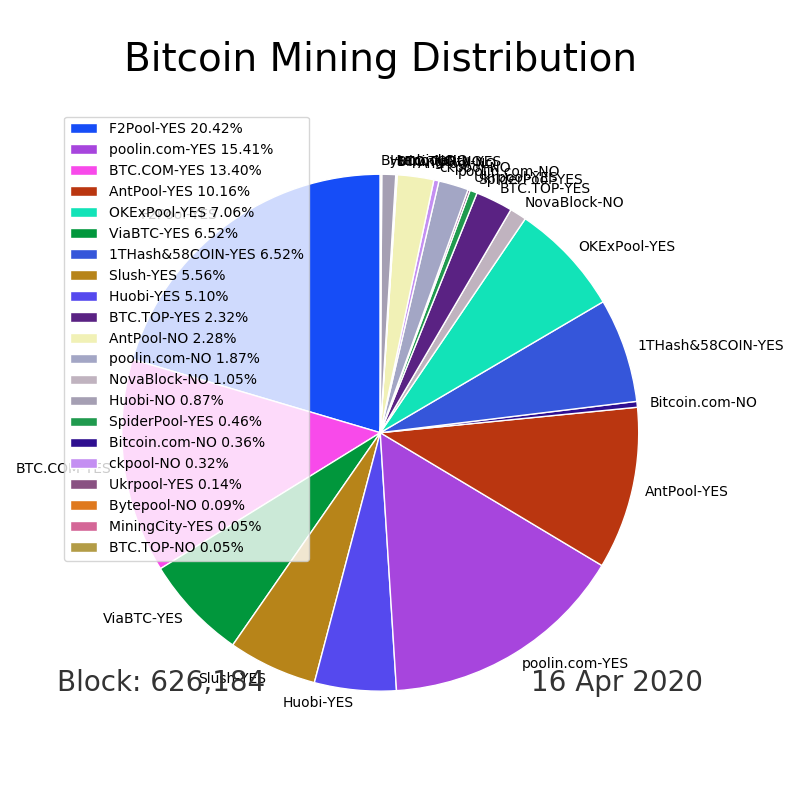 Bitcoin Mining Distribution
F2Pool-YES 20.42%
poolin.com-YES 15.41%
BTC.COM-YES 13.40%
AntPool-YES 10.16%
OKExPool-YES 7.06%
ViaBTC-YES 6.52%
1THash&58COIN-YES 6.52%
Slush-YES 5.56%
Huobi-YES 5.10%
BTC.TOP-YES 2.32%
AntPool-NO 2.28%
poolin.com-NO 1.87%
NovaBlock-NO 1.05%
Huobi-NO 0.87%
SpiderPool-YES 0.46%
Bitcoin.com-NO 0.36%
ckpool-NO 0.32%
Ukrpool-YES 0.14%
Bytepool-NO 0.09%
MiningCity-YES 0.05%
BTC.TOP-NO 0.05%
ckpool-NO
poolin.com-NO
Ukrpool-YES
SpiderPool-YES
BTC.TOP-YES
NovaBlock-NO
OKExPool-YES
1THash&58COIN-YES
Bitcoin.com-NO
AntPool-YES
poolin.com-YES
Huobi-YES
Slush-YES
ViaBTC-YES
BTC.COM-YES
Block: 626,184
16 Apr 2020